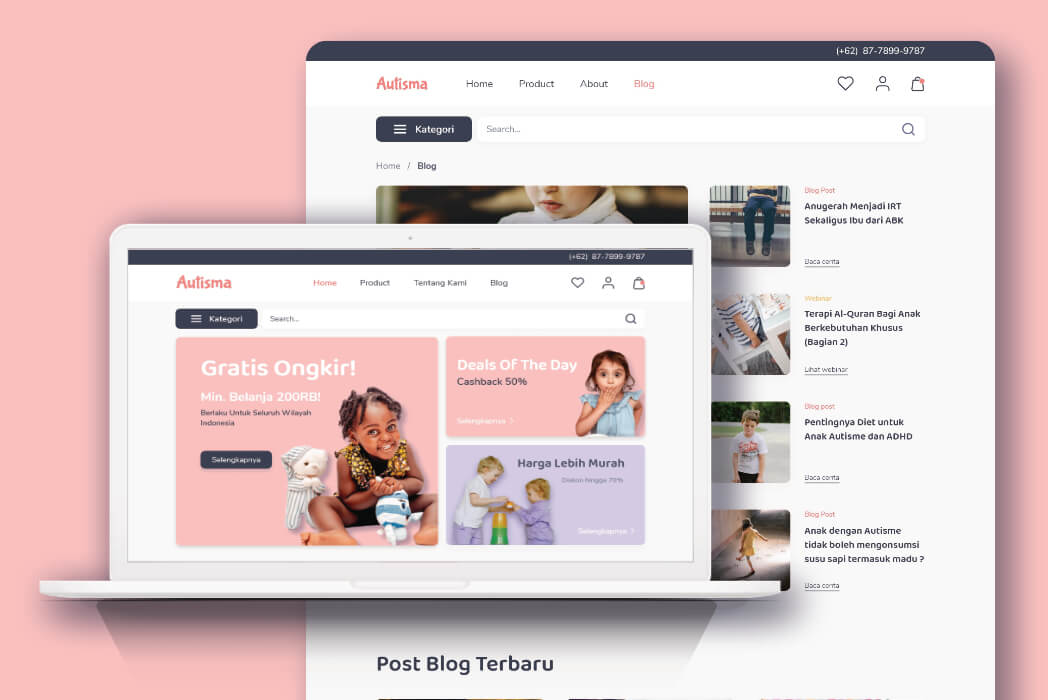 (+62) 87-7899-9787
Autisma
Home
Product
About
Blog
Kategori
Search...
Home / Blog
Blog Post
Anugerah Menjadi IRT
Sekaligus Ibu dari ABK
Baca cerita
Webinar
Terapi Al-Quran Bagi Anak
Berkebutuhan Khusus
(Bagian 2)
Lihat webinar
Blog post
Pentingnya Diet untuk
Anak Autisme dan ADHD
Baca cerita
Blog Post
Anak dengan Autisme
tidak boleh mengonsumsi
susu sapi termasuk madu ?
Baca cerita
Post Blog Terbaru
(+62) 87-7899-9787
Autisma
Home
Product
Tentang Kami
Blog
Kategori
Search...
Gratis Ongkir!
Min. Belanja 200RB!
Berlaku Untuk Seluruh Wilayah
Indonesia
Selengkapnya
Deals Of The Day
Cashback 50%
Selengkapnya >
Harga Lebih Murah
Diskon hingga 70%
Selengkapnya >